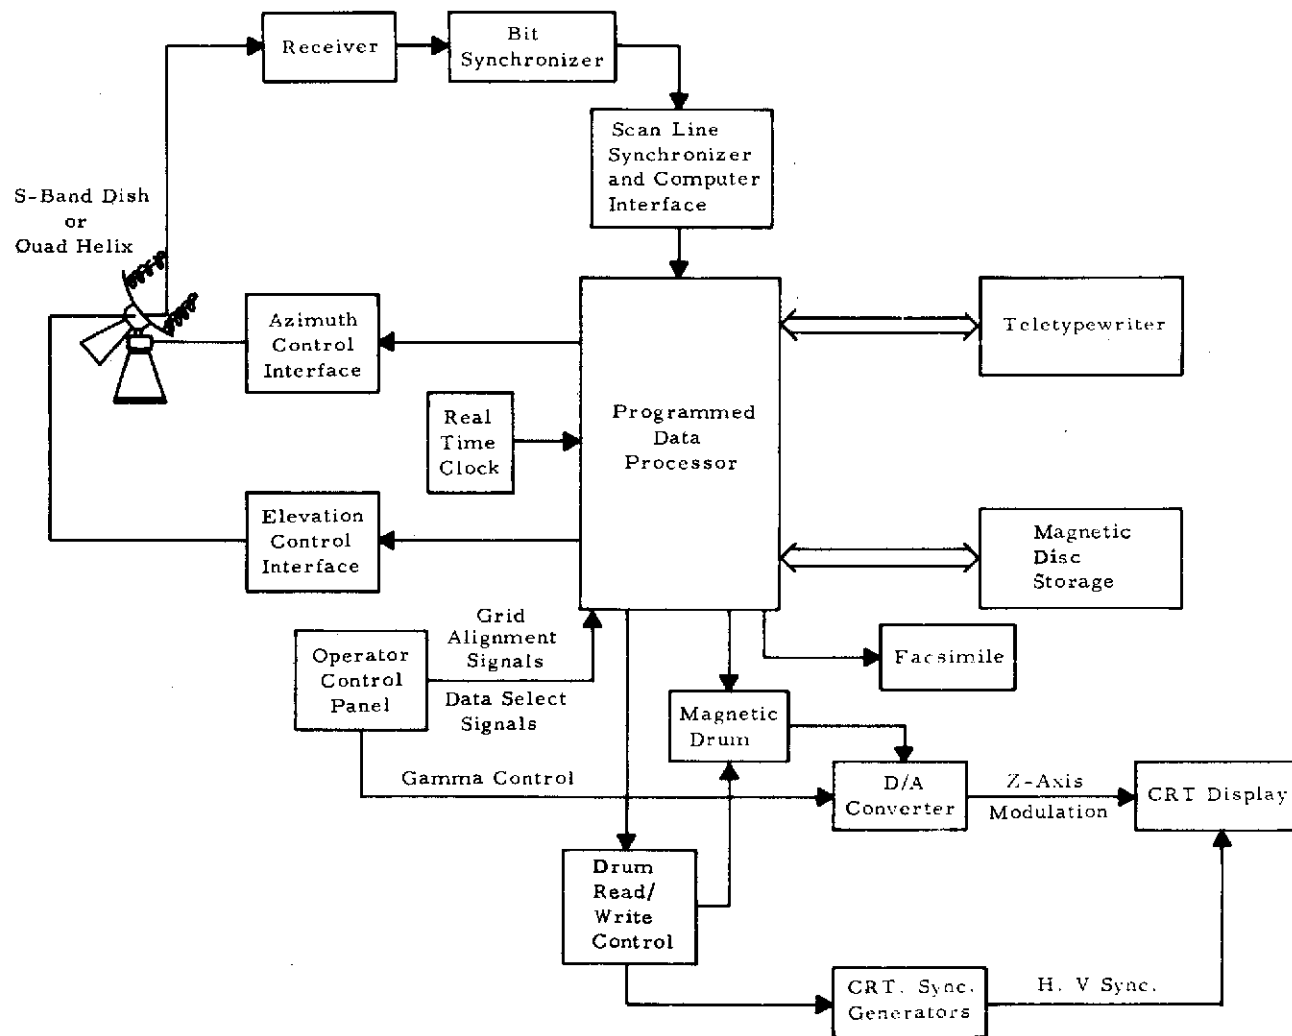 Receiver
Bit
Synchronizer
Scan Line
Synchronizer
and Computer
Interface
S-Band Dish
or
Quad Helix
Azimuth
Control
Interface
Teletypewriter
Real
Time
Clock
Programmed
Data
Processor
Elevation
Control
Interface
Magnetic
Disc
Storage
Grid
Alignment
Signals
Operator
Control
Panel
Data Select
Signals
Facsimile
Magnetic
Drum
Gamma Control
D/A
Converter
Z-Axis
Modulation
CRT Display
Drum
Read/
Write
Control
CRT. Sync.
Generators
H. V Sync.